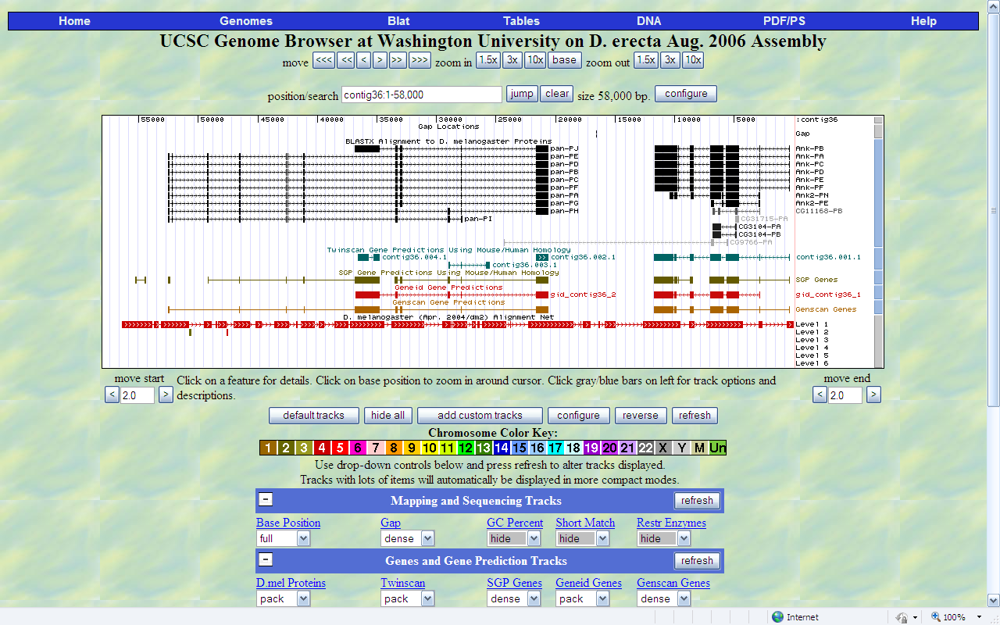 Home Genomes Blat Tables DNA PDF/PS Help
UCSC Genome Browser at Washington University on D. erecta Aug. 2006 Assembly
move <<< << < > >> >>> zoom in 1.5x 3x 10x base zoom out 1.5x 3x 10x
position/search contig36:1-58,000 jump clear size 58,000 bp. configure
55000 50000 45000 40000 35000 30000 25000 20000 15000 10000 5000 :contig36
Gap Locations
Gap
BLASTX Alignment to D. melanogaster Proteins
pan-PJ Ank-PB
pan-PE Ank-PA
pan-PD Ank-PC
pan-PB Ank-PD
pan-PC Ank-PE
pan-PF Ank-PF
pan-PA Ank2-PN
pan-PG Ank2-PE
pan-PH CG11168-PB
pan-PI CG31715-PA
CG3104-PA
CG3104-PB
CG9766-PA
Twinscan Gene Predictions Using Mouse/Human Homology
contig36.004.1 contig36.002.1 contig36.001.1
contig36.003.1
SGP Gene Predictions Using Mouse/Human Homology
SGP Genes
Geneid Gene Predictions
gid_contig36_2 gid_contig36_1
Genscan Gene Predictions
Genscan Genes
D. melanogaster (Apr. 2004/dm2) Alignment Net
Level 1
Level 2
Level 3
Level 4
Level 5
Level 6
move start Click on a feature for details. Click on base position to zoom in around cursor. Click gray/blue bars on left for track options and move end
< 2.0 > descriptions. < 2.0 >
default tracks hide all add custom tracks configure reverse refresh
Chromosome Color Key:
1 2 3 4 5 6 7 8 9 10 11 12 13 14 15 16 17 18 19 20 21 22 X Y M Un
Use drop-down controls below and press refresh to alter tracks displayed.
Tracks with lots of items will automatically be displayed in more compact modes.
- Mapping and Sequencing Tracks refresh
Base Position Gap GC Percent Short Match Restr Enzymes
full dense hide hide hide
- Genes and Gene Prediction Tracks refresh
D.mel Proteins Twinscan SGP Genes Geneid Genes Genscan Genes
pack pack dense pack dense
Internet 100%